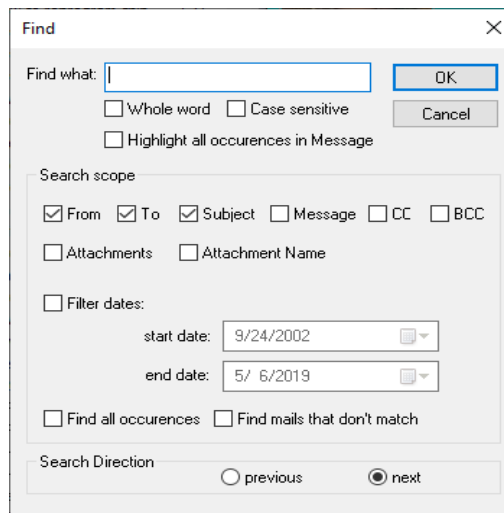 Find
Find what:
OK
Whole word Case sensitive
Cancel
Highlight all occurences in Message
Search scope
From To Subject Message CC BCC
Attachments Attachment Name
Filter dates:
start date: 9/24/2002
end date: 5/ 6/2019
Find all occurences Find mails that don't match
Search Direction
previous next